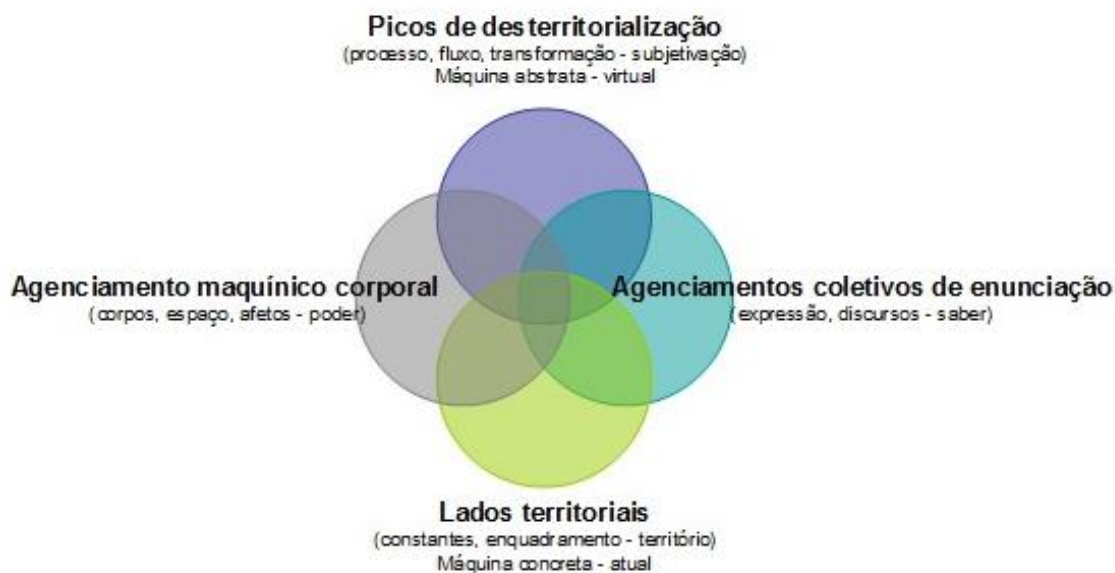 Picos de desterritorialização
(processo, fluxo, transformação - subjetivação)
Máquina abstrata - virtual
Agenciamento maquínico corporal
(corpos, espaço, afetos - poder)
Agenciamentos coletivos de enunciação
(expressão, discursos - saber)
Lados territoriais
(constantes, enquadramento - território)
Máquina concreta - atual